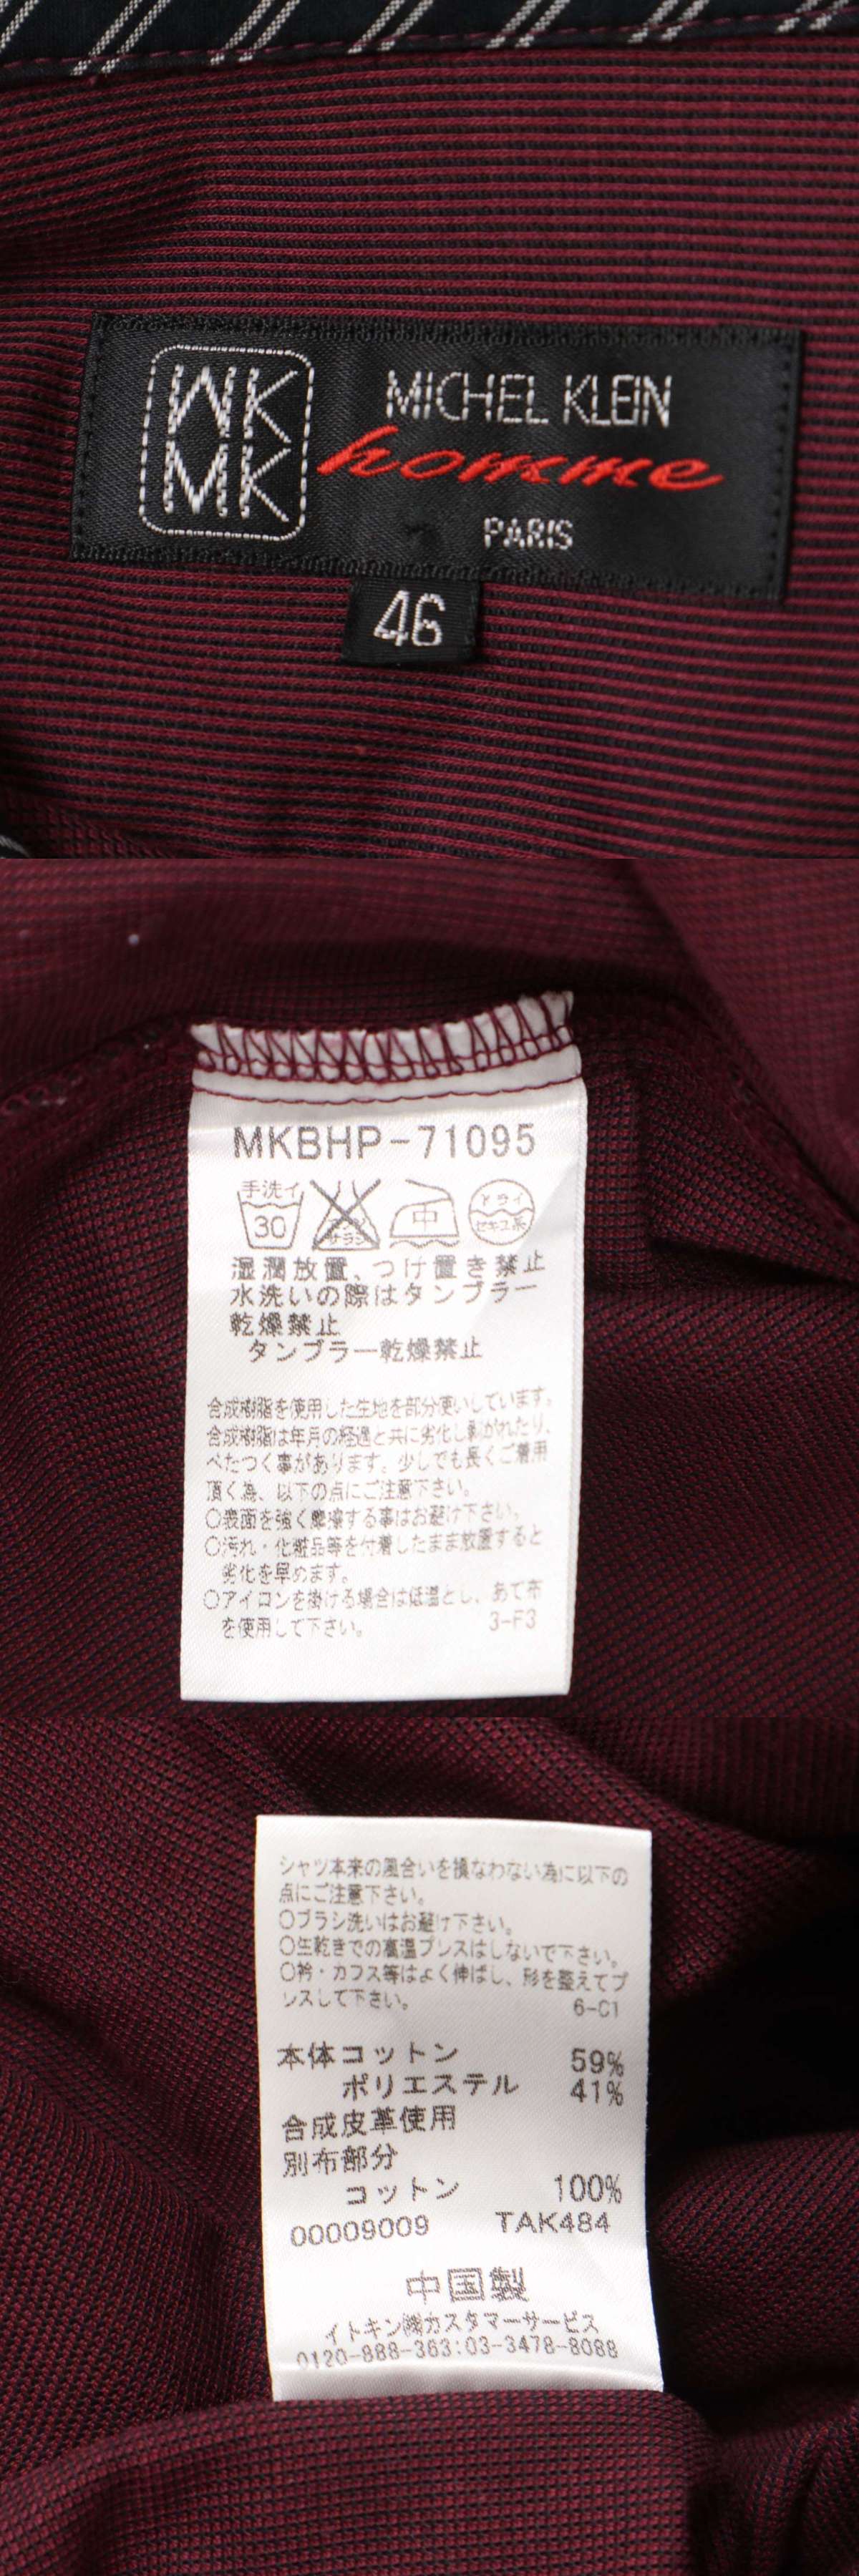 MK
MK
MICHEL KLEIN
homme
PARIS
46
MKBHP-71095
手洗イ
30
中
ドライ
セキユ系
湿潤放置、つけ置き禁止
水洗いの際はタンブラー
乾燥禁止
タンブラー乾燥禁止
合成樹脂を使用した生地を部分使いしています。
合成樹脂は年月の経過と共に劣化し剥がれたり、
べたつく事があります。少しでも長くご着用
頂く為、以下の点にご注意下さい。
○表面を強く摩擦する事はお避け下さい。
○汚れ・化粧品等を付着したまま放置すると
劣化を早めます。
○アイロンを掛ける場合は低温とし、あて布
を使用して下さい。 3-F3
シャツ本来の風合いを損なわない為に以下の
点にご注意下さい。
○ブラシ洗いはお避け下さい。
○生乾きでの高温プレスはしないで下さい。
○衿・カフス等はよく伸ばし、形を整えてプ
レスして下さい。 6-C1
本体コットン 59%
ポリエステル 41%
合成皮革使用
別布部分
コットン 100%
00009009 TAK484
中国製
イトキン㈱カスタマーサービス
0120-888-363:03-3478-8088